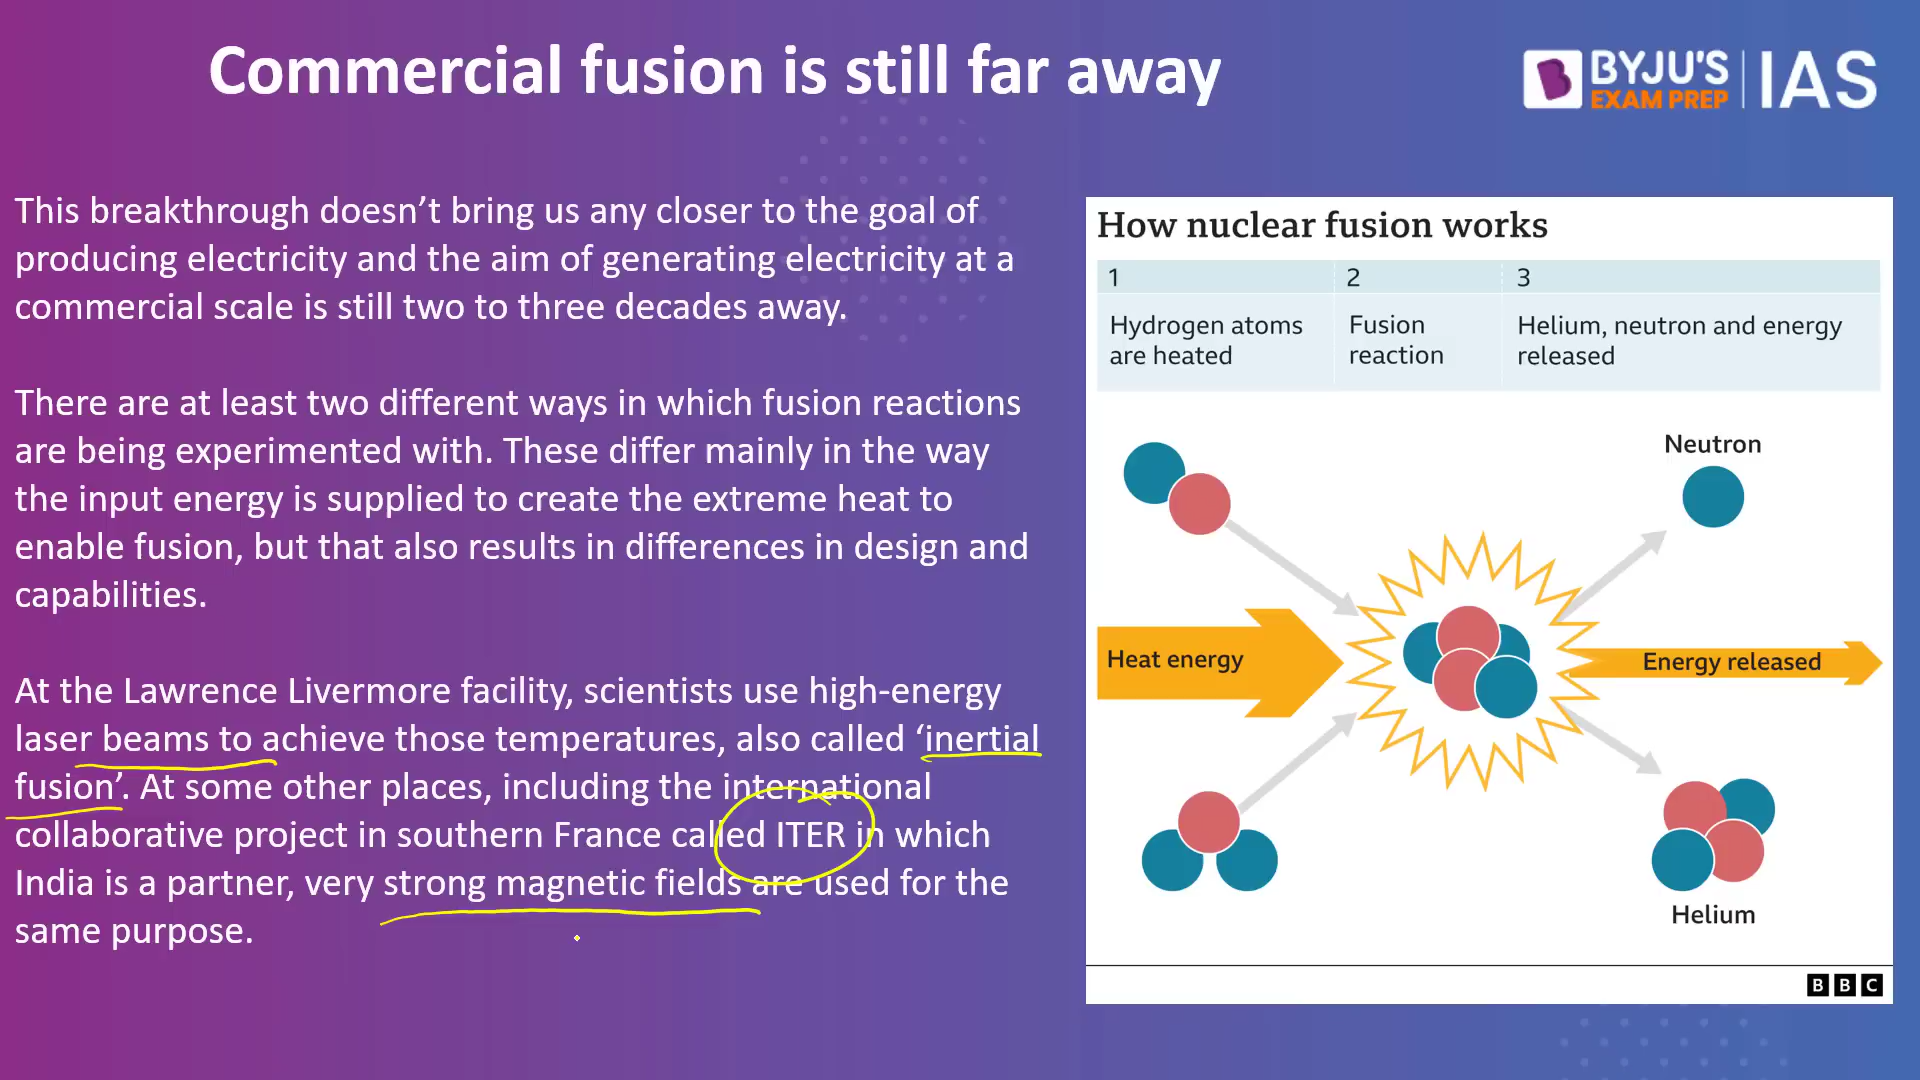 Commercial fusion is still far away
BYJU'S
EXAM PREP
IAS
This breakthrough doesn’t bring us any closer to the goal of
producing electricity and the aim of generating electricity at a
commercial scale is still two to three decades away.
There are at least two different ways in which fusion reactions
are being experimented with. These differ mainly in the way
the input energy is supplied to create the extreme heat to
enable fusion, but that also results in differences in design and
capabilities.
At the Lawrence Livermore facility, scientists use high-energy
laser beams to achieve those temperatures, also called ‘inertial
fusion’. At some other places, including the international
collaborative project in southern France called ITER in which
India is a partner, very strong magnetic fields are used for the
same purpose.
How nuclear fusion works
1
Hydrogen atoms
are heated
2
Fusion
reaction
3
Helium, neutron and energy
released
Neutron
Heat energy
Energy released
Helium
BBC